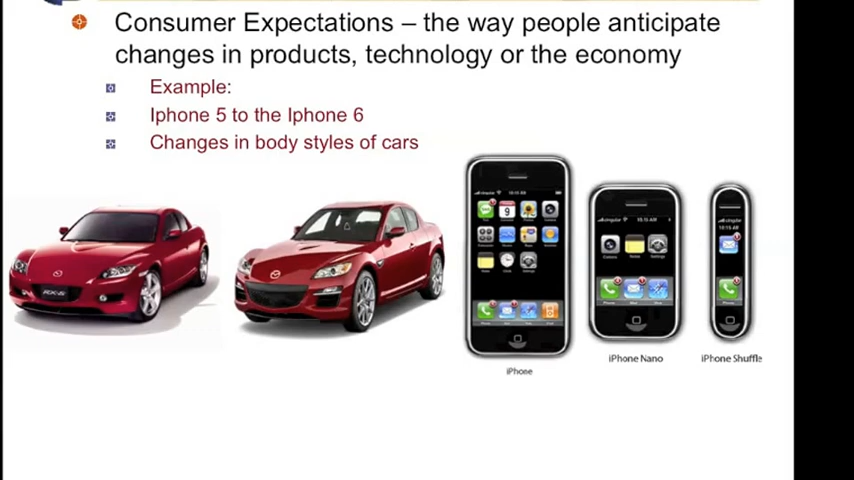 Consumer Expectations – the way people anticipate
changes in products, technology or the economy
Example:
Iphone 5 to the Iphone 6
Changes in body styles of cars
iPhone
iPhone Nano
iPhone Shuffle